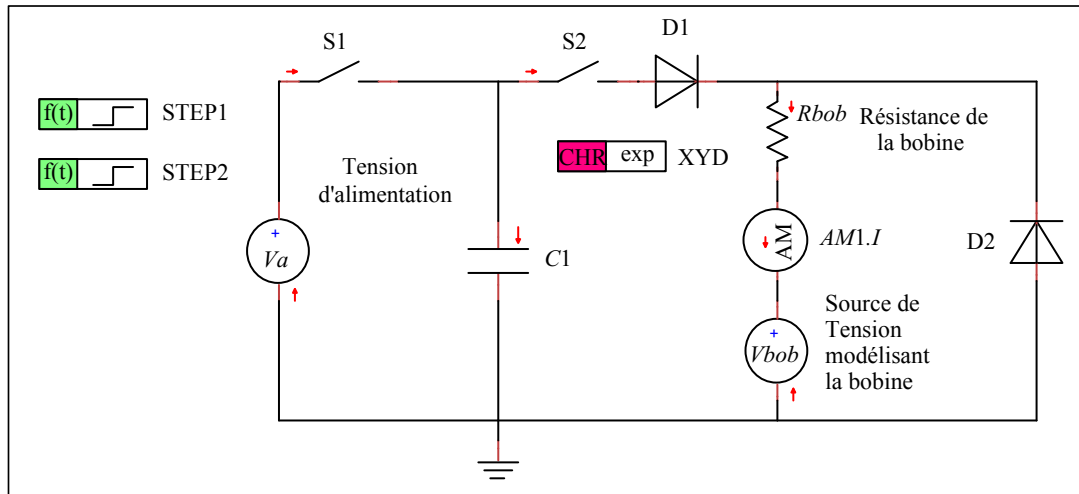 S1
S2
D1
f(t)
STEP1
f(t)
STEP2
Tension
d'alimentation
CHR
exp
XYD
Rbob
Résistance de
la bobine
+
Va
C1
AM
AM1.I
D2
+
Vbob
Source de
Tension
modélisant
la bobine